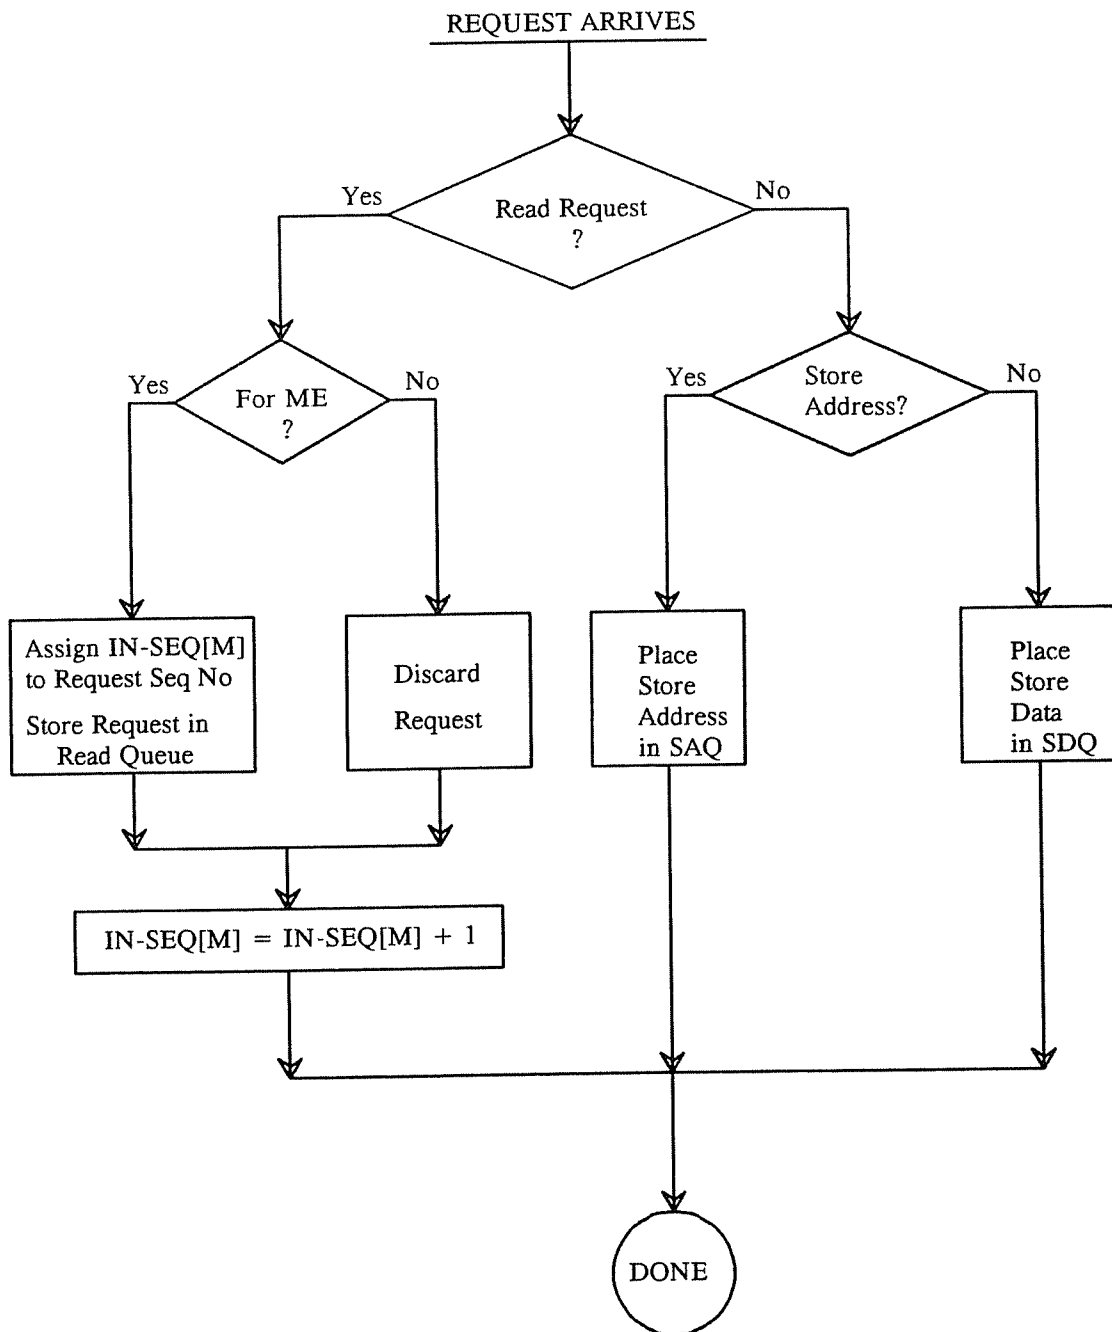 REQUEST ARRIVES
Yes
No
Read Request
?
Yes
No
For ME
?
Yes
No
Store
Address?
Assign IN-SEQ[M]
to Request Seq No
Store Request in
Read Queue
Discard
Request
Place
Store
Address
in SAQ
Place
Store
Data
in SDQ
IN-SEQ[M] = IN-SEQ[M] + 1
DONE